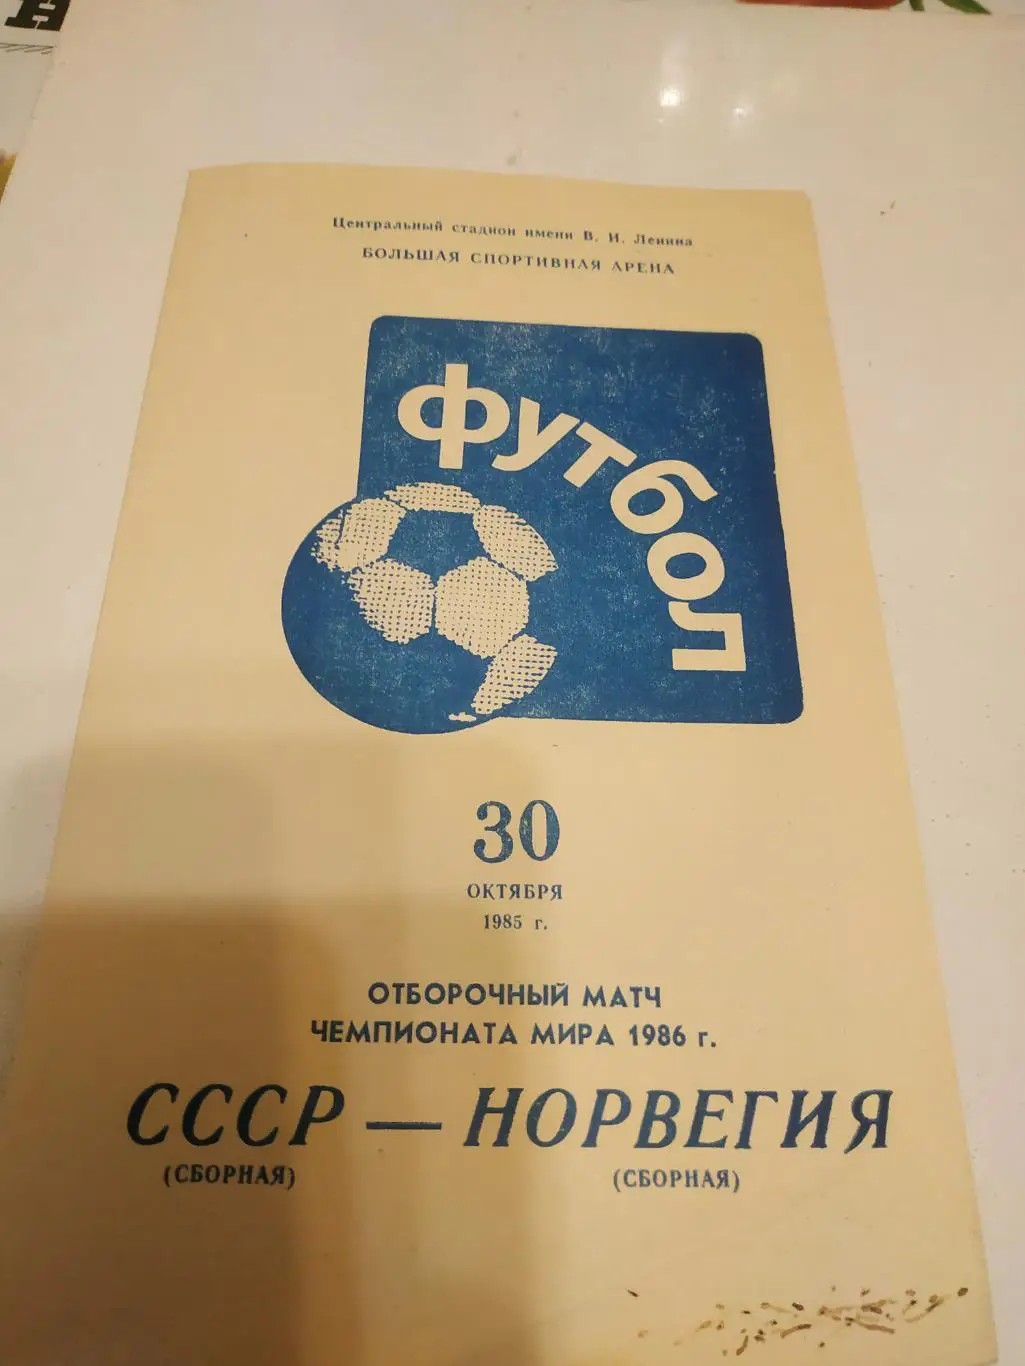 Центральный стадион имени В. И. Ленина
БОЛЬШАЯ СПОРТИВНАЯ АРЕНА
футбол
30
ОКТЯБРЯ
1985 г.
ОТБОРОЧНЫЙ МАТЧ
ЧЕМПИОНАТА МИРА 1986 г.
СССР — НОРВЕГИЯ
(СБОРНАЯ) (СБОРНАЯ)